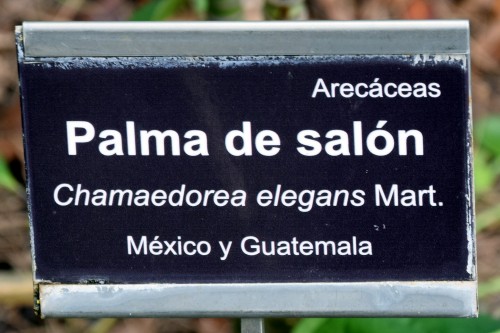 Arecáceas
Palma de salón
Chamaedorea elegans Mart.
México y Guatemala